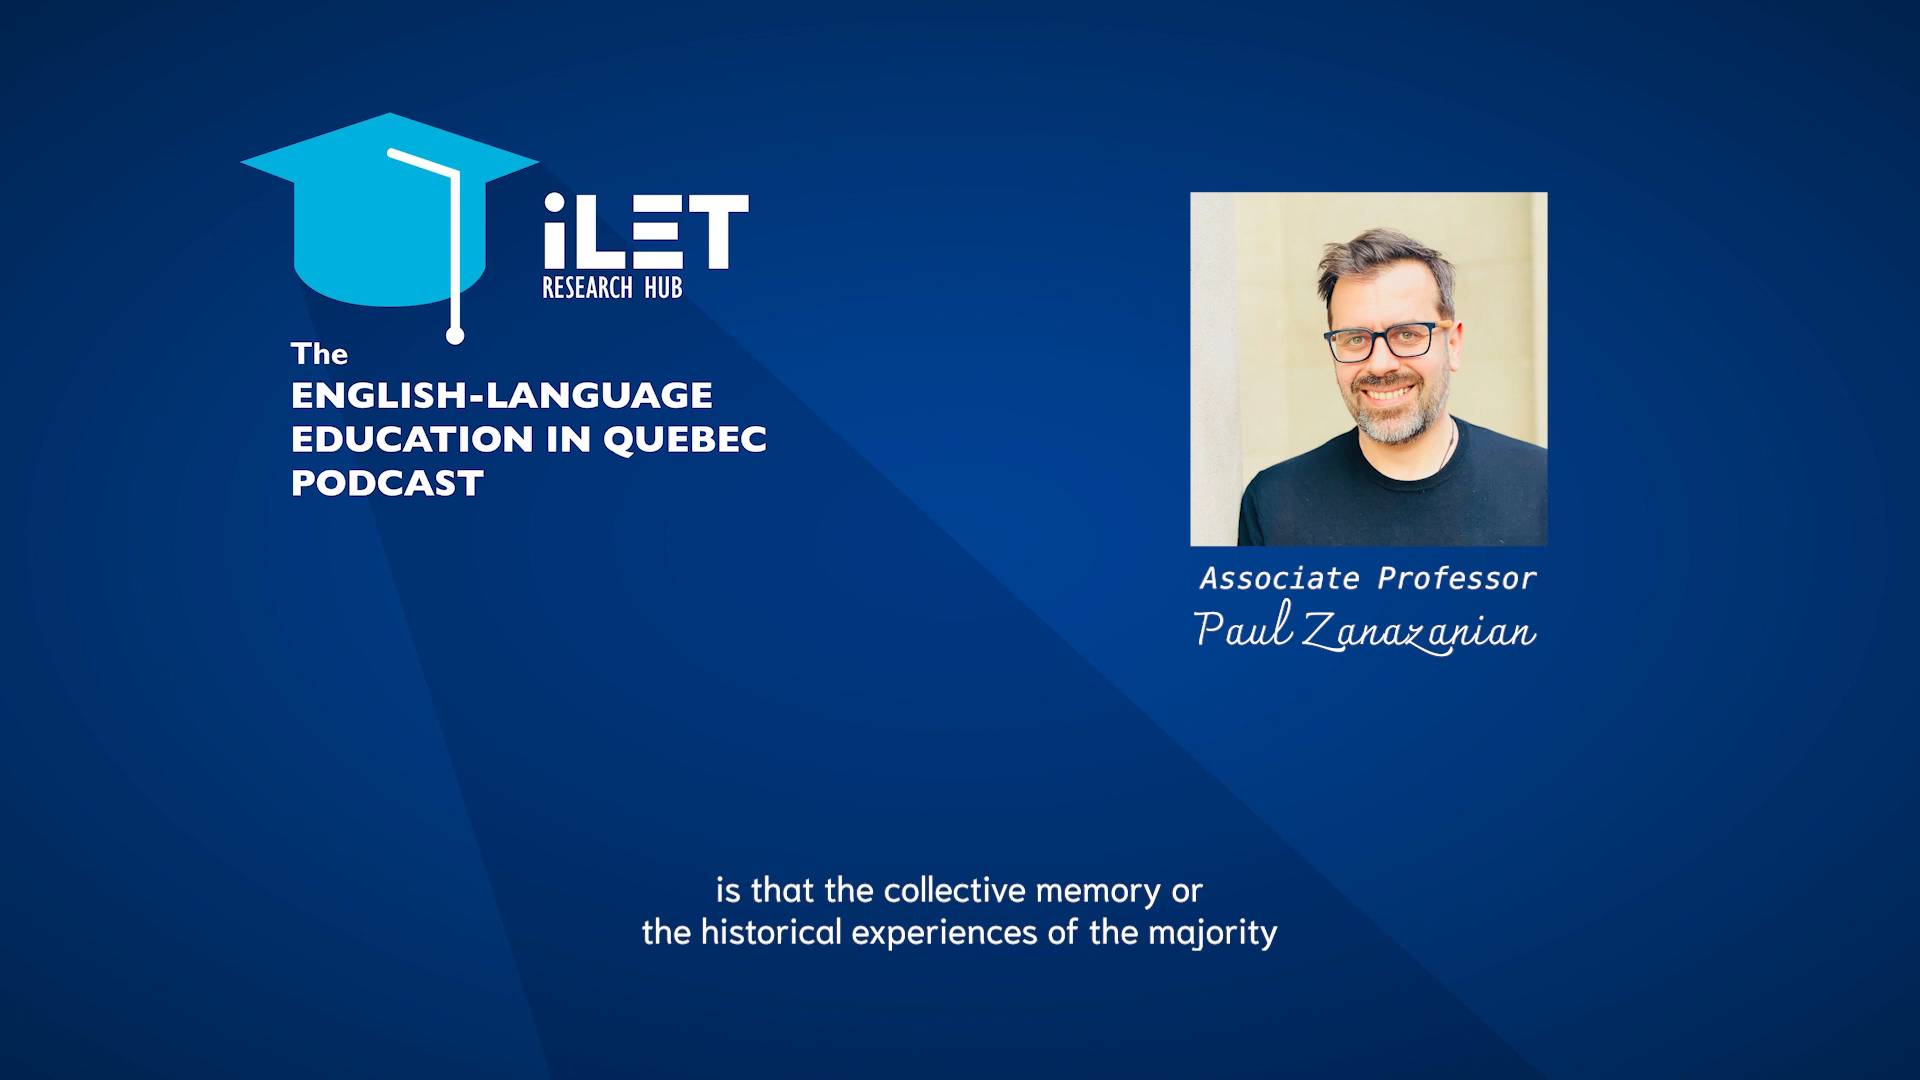 iLET
RESEARCH HUB
The
ENGLISH-LANGUAGE
EDUCATION IN QUEBEC
PODCAST
Associate Professor
Paul Zanazanian
is that the collective memory or
the historical experiences of the majority